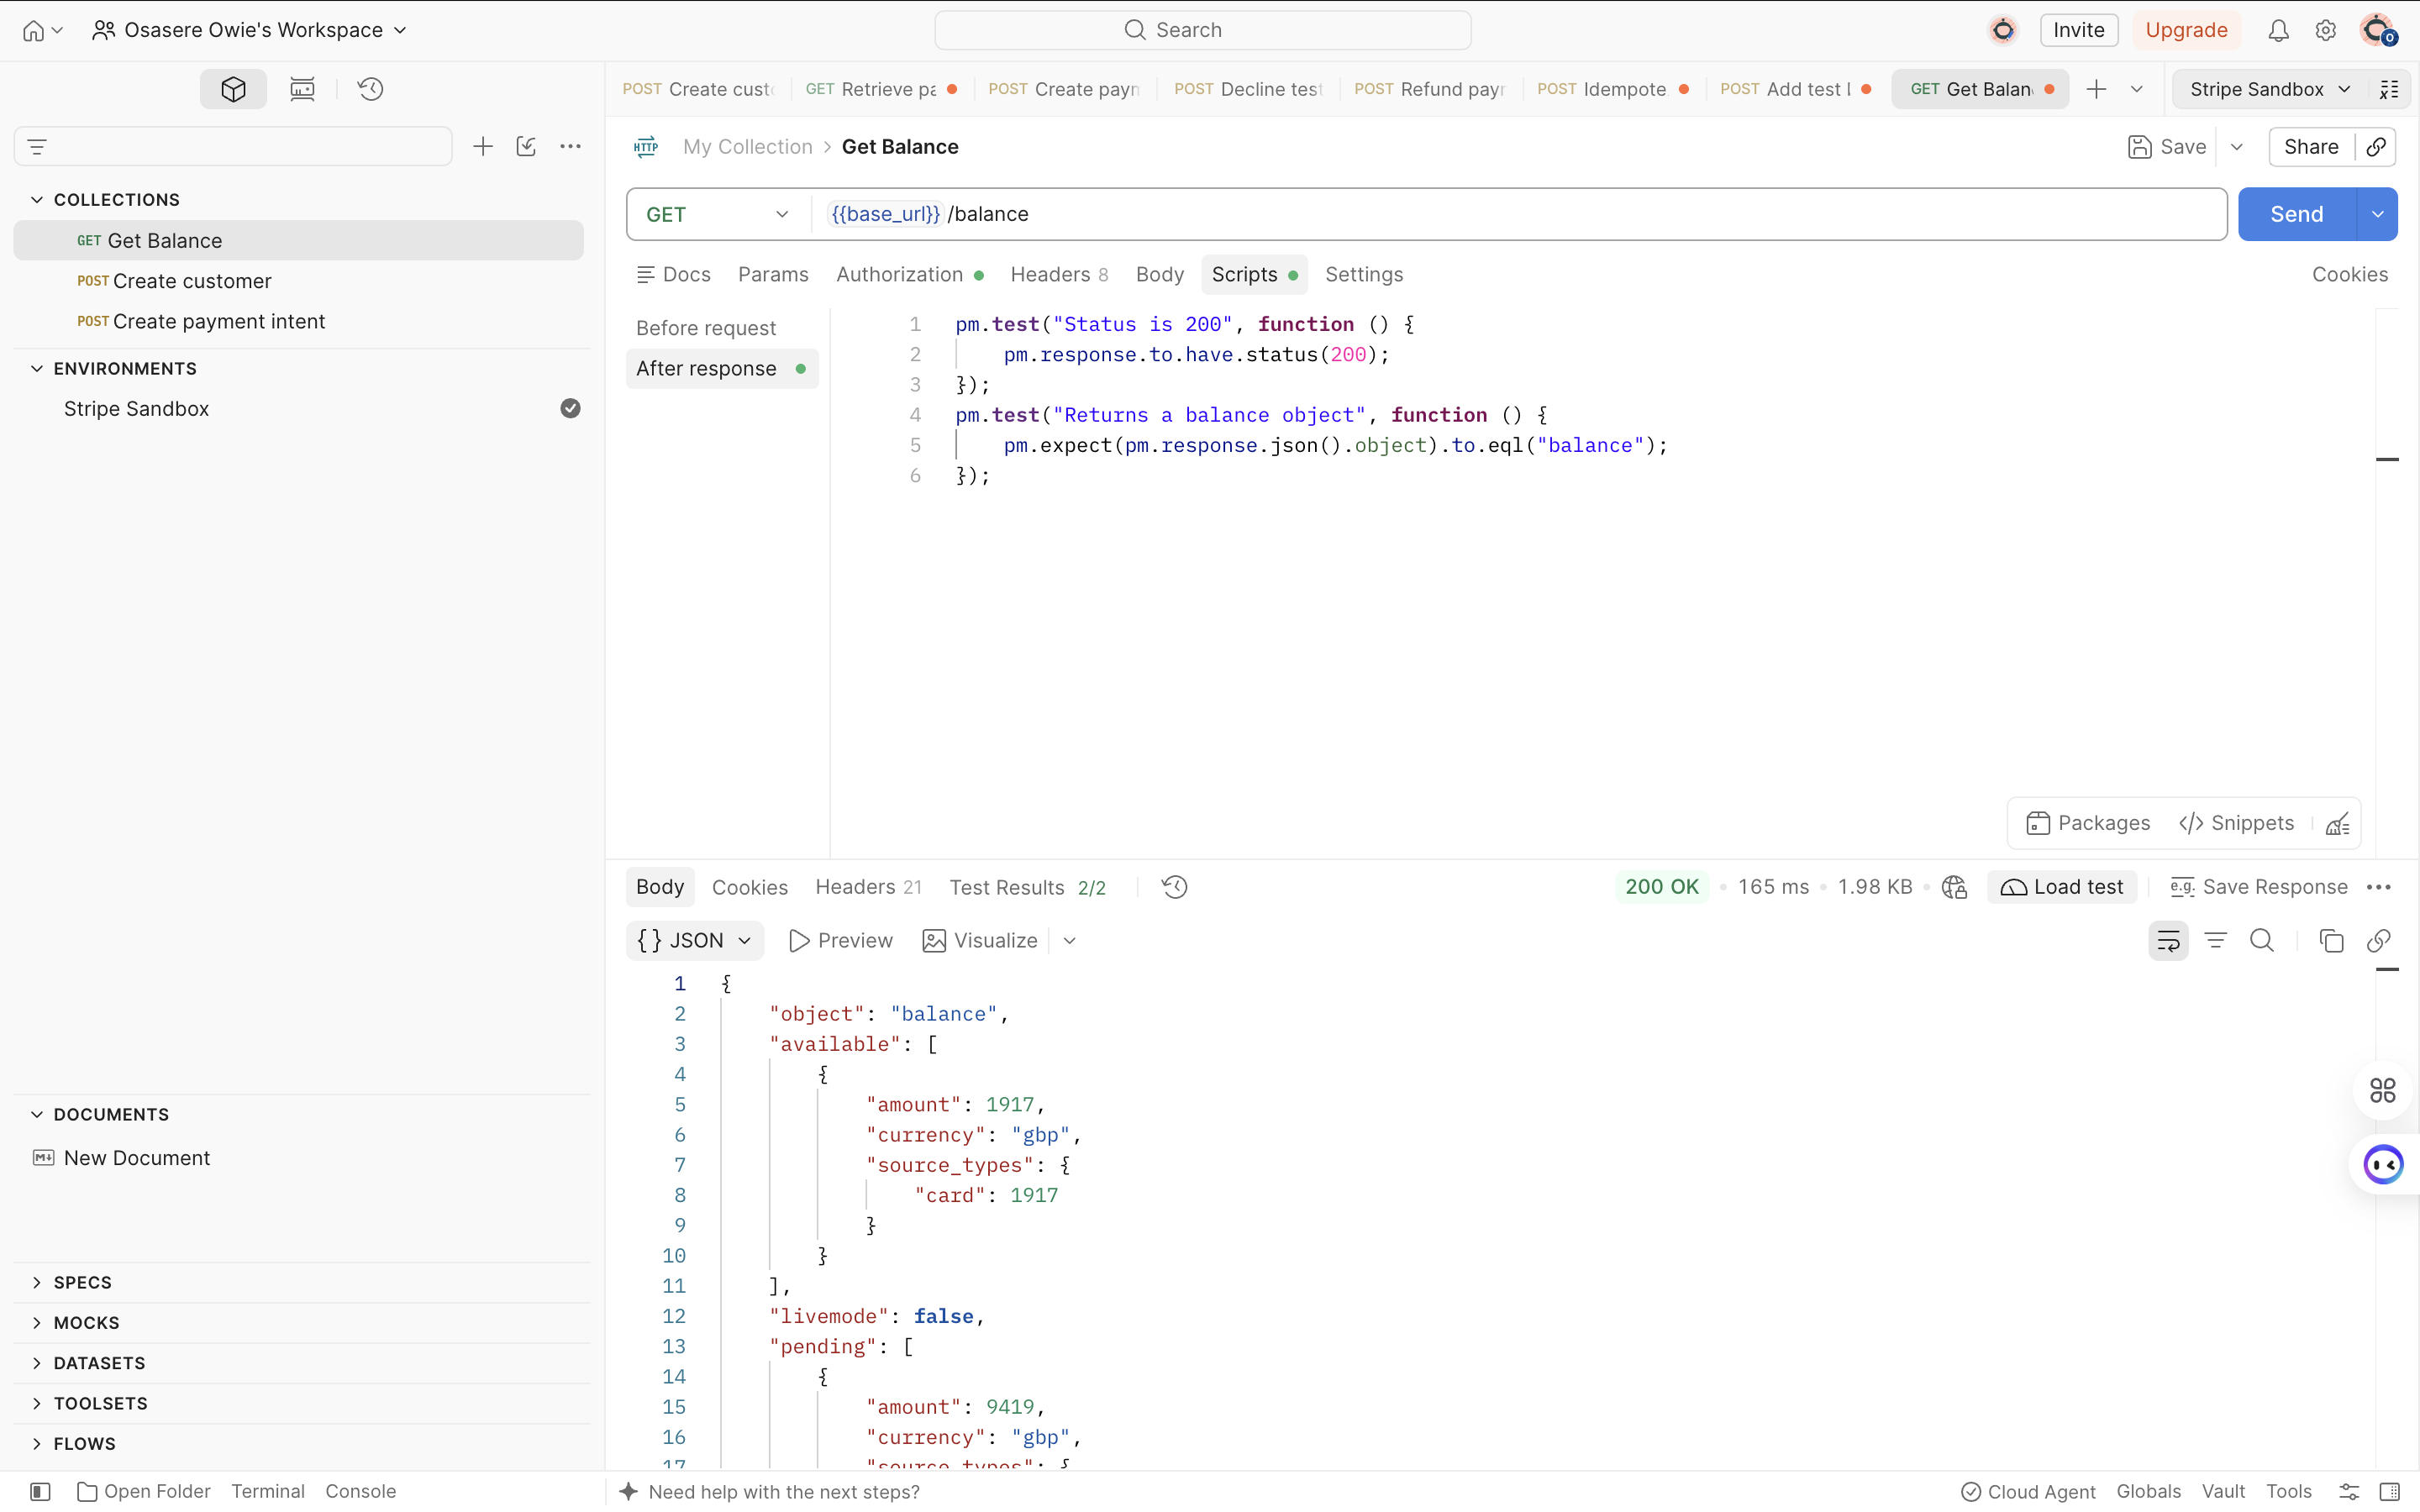 Osasere Owie's Workspace
Search
Invite
Upgrade
POST Create cust
GET Retrieve pa
POST Create payn
POST Decline tes
POST Refund payr
POST Idempote
POST Add test
GET Get Balan
Stripe Sandbox
COLLECTIONS
GET Get Balance
POST Create customer
POST Create payment intent
ENVIRONMENTS
Stripe Sandbox
DOCUMENTS
New Document
SPECS
MOCKS
DATASETS
TOOLSETS
FLOWS
HTTP My Collection > Get Balance
Save
Share
GET {{base_url}}/balance
Send
Docs Params Authorization Headers 8 Body Scripts Settings Cookies
Before request
After response
1 pm.test("Status is 200", function () {
2 pm.response.to.have.status(200);
3 });
4 pm.test("Returns a balance object", function () {
5 pm.expect(pm.response.json().object).to.eql("balance");
6 });
Packages </> Snippets
Body Cookies Headers 21 Test Results 2/2
200 OK • 165 ms • 1.98 KB • Load test e.g. Save Response
{} JSON Preview Visualize
1 {
2 "object": "balance",
3 "available": [
4 {
5 "amount": 1917,
6 "currency": "gbp",
7 "source_types": {
8 "card": 1917
9 }
10 }
11 ],
12 "livemode": false,
13 "pending": [
14 {
15 "amount": 9419,
16 "currency": "gbp",
17 "source_types": {
Open Folder Terminal Console
Need help with the next steps?
Cloud Agent Globals Vault Tools